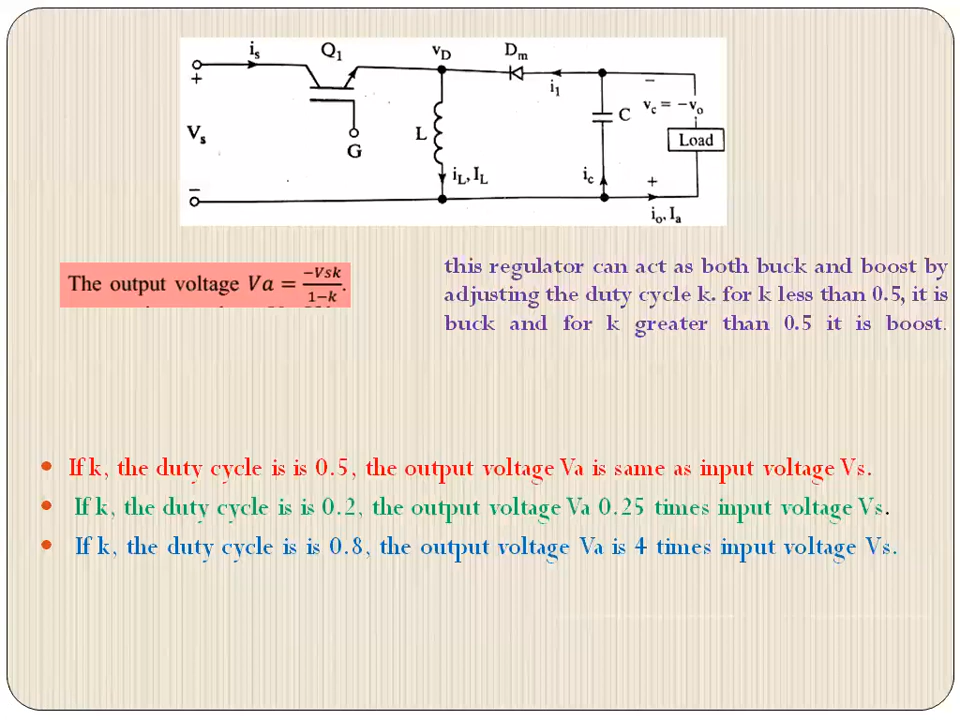 is Q1 vD Dm
+ i1 − vc = −vo
Vs G L C Load
− iL, IL ic +
io, Ia
The output voltage Va = −Vsk/1−k.
this regulator can act as both buck and boost by
adjusting the duty cycle k. for k less than 0.5, it is
buck and for k greater than 0.5 it is boost.
• If k, the duty cycle is is 0.5, the output voltage Va is same as input voltage Vs.
• If k, the duty cycle is is 0.2, the output voltage Va 0.25 times input voltage Vs.
• If k, the duty cycle is is 0.8, the output voltage Va is 4 times input voltage Vs.